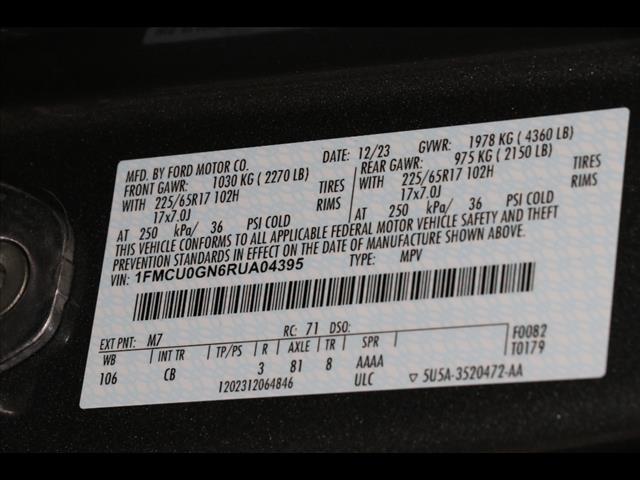 MFD. BY FORD MOTOR CO.
DATE: 12/23 GVWR: 1978 KG ( 4360 LB)
FRONT GAWR: 1030 KG ( 2270 LB) REAR GAWR: 975 KG ( 2150 LB)
WITH 225/65R17 102H TIRES WITH 225/65R17 102H TIRES
17x7.0J RIMS 17x7.0J RIMS
AT 250 kPa/ 36 PSI COLD AT 250 kPa/ 36 PSI COLD
THIS VEHICLE CONFORMS TO ALL APPLICABLE FEDERAL MOTOR VEHICLE SAFETY AND THEFT
PREVENTION STANDARDS IN EFFECT ON THE DATE OF MANUFACTURE SHOWN ABOVE.
VIN: 1FMCU0GN6RUA04395 TYPE: MPV
EXT PNT: M7 RC: 71 DSO: F0082
WB INT TR TP/PS R AXLE TR SPR T0179
106 CB 3 81 8 AAAA
1202312064846 ULC ▽ 5U5A-3520472-AA